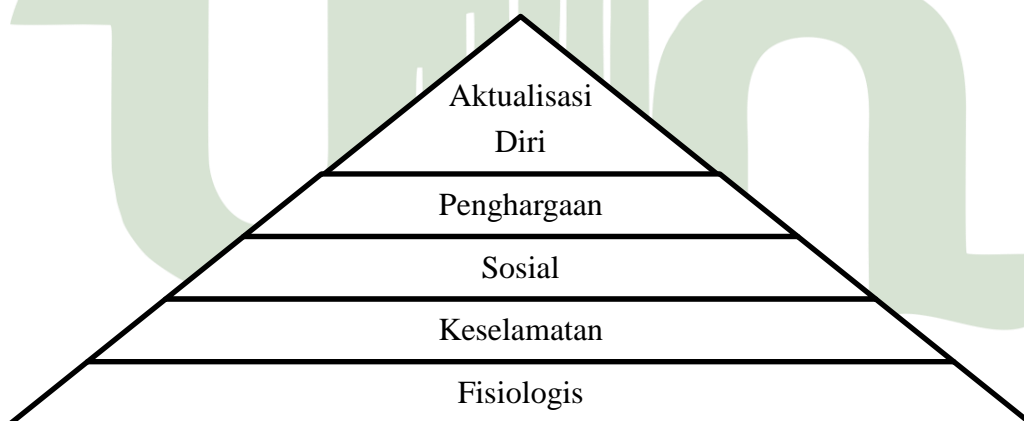 Aktualisasi
Diri
Penghargaan
Sosial
Keselamatan
Fisiologis